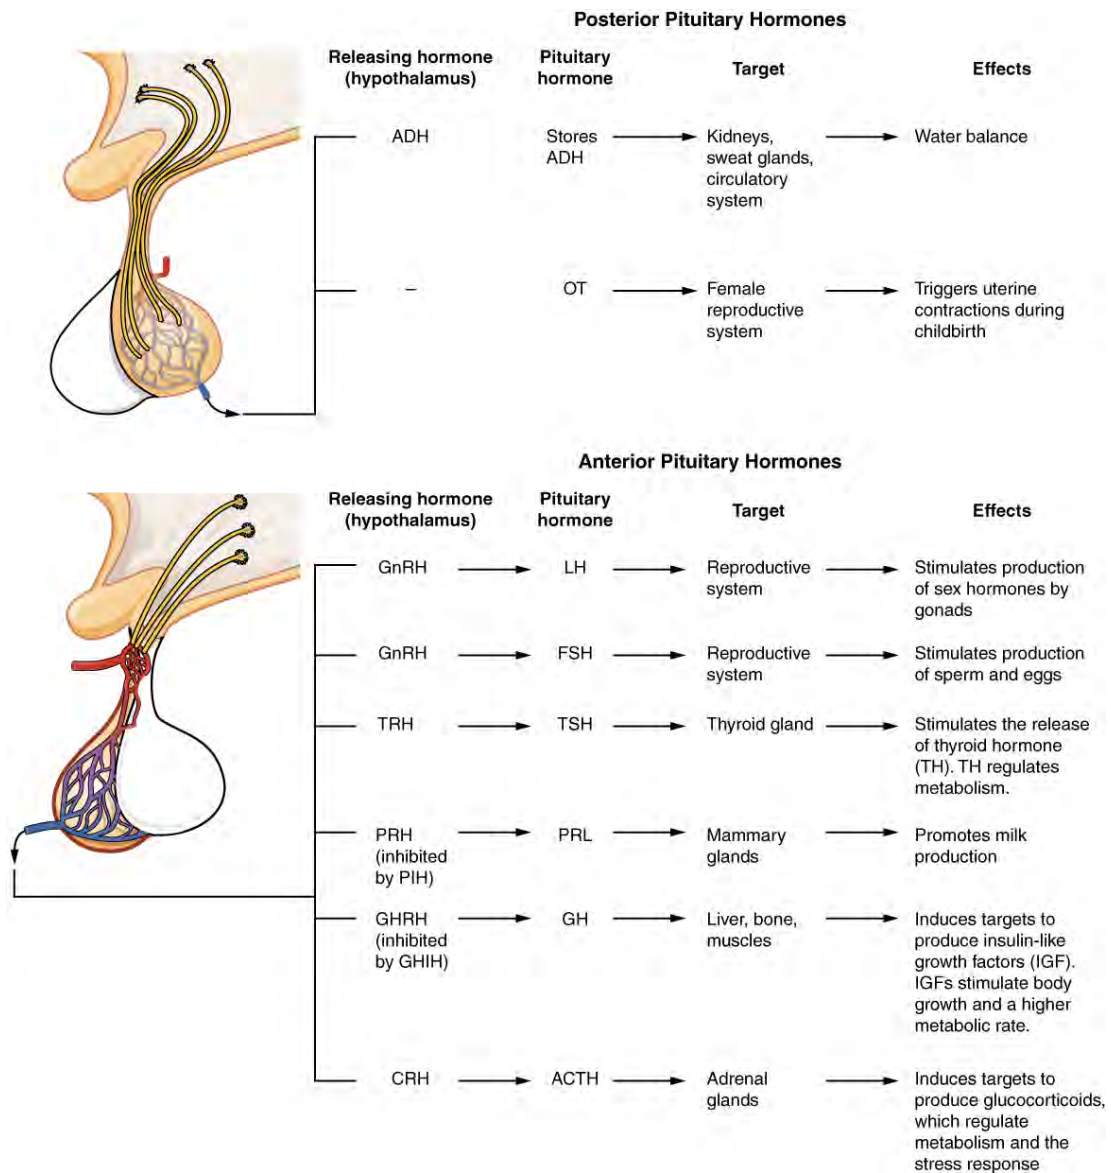 Posterior Pituitary Hormones
Releasing hormone
(hypothalamus)
Pituitary
hormone
Target
Effects
ADH
Stores
ADH
Kidneys,
sweat glands,
circulatory
system
Water balance
–
OT
Female
reproductive
system
Triggers uterine
contractions during
childbirth
Anterior Pituitary Hormones
Releasing hormone
(hypothalamus)
Pituitary
hormone
Target
Effects
GnRH
LH
Reproductive
system
Stimulates production
of sex hormones by
gonads
GnRH
FSH
Reproductive
system
Stimulates production
of sperm and eggs
TRH
TSH
Thyroid gland
Stimulates the release
of thyroid hormone
(TH). TH regulates
metabolism.
PRH
(inhibited
by PIH)
PRL
Mammary
glands
Promotes milk
production
GHRH
(inhibited
by GHIH)
GH
Liver, bone,
muscles
Induces targets to
produce insulin-like
growth factors (IGF).
IGFs stimulate body
growth and a higher
metabolic rate.
CRH
ACTH
Adrenal
glands
Induces targets to
produce glucocorticoids,
which regulate
metabolism and the
stress response